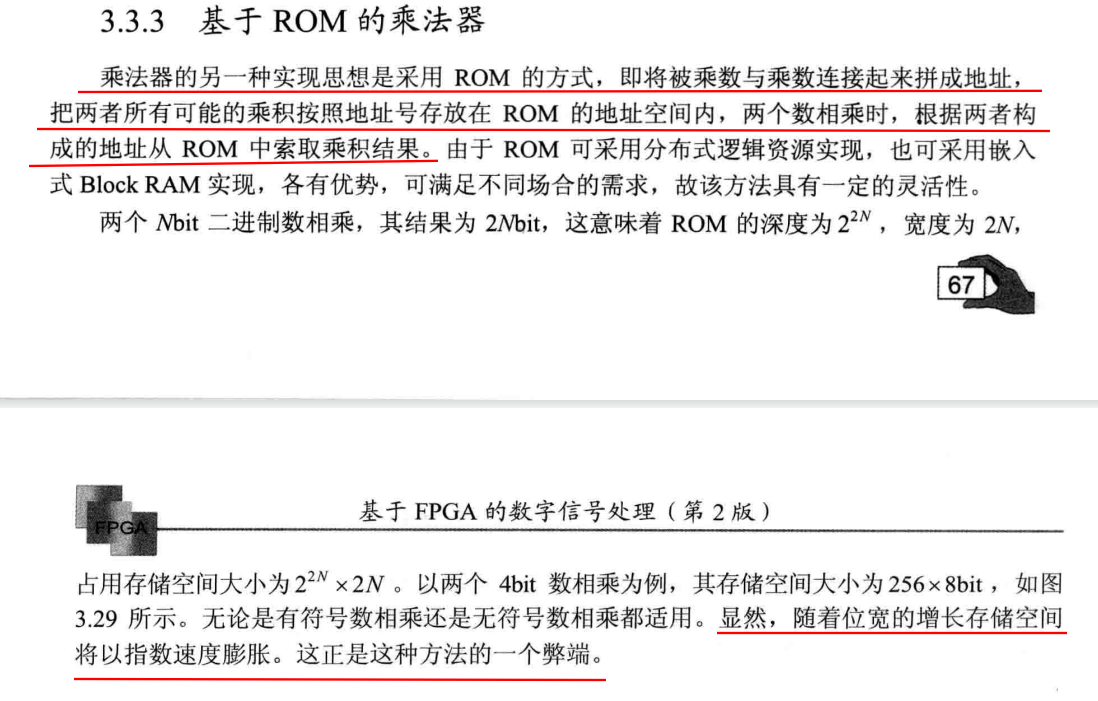 3.3.3 基于 ROM 的乘法器
乘法器的另一种实现思想是采用 ROM 的方式，即将被乘数与乘数连接起来拼成地址，
把两者所有可能的乘积按照地址号存放在 ROM 的地址空间内，两个数相乘时，根据两者构
成的地址从 ROM 中索取乘积结果。由于 ROM 可采用分布式逻辑资源实现，也可采用嵌入
式 Block RAM 实现，各有优势，可满足不同场合的需求，故该方法具有一定的灵活性。
两个 Nbit 二进制数相乘，其结果为 2Nbit，这意味着 ROM 的深度为 2²ᴺ，宽度为 2N，
67
FPGA
基于 FPGA 的数字信号处理（第 2 版）
占用存储空间大小为 2²ᴺ×2N。以两个 4bit 数相乘为例，其存储空间大小为 256×8bit，如图
3.29 所示。无论是有符号数相乘还是无符号数相乘都适用。显然，随着位宽的增长存储空间
将以指数速度膨胀。这正是这种方法的一个弊端。